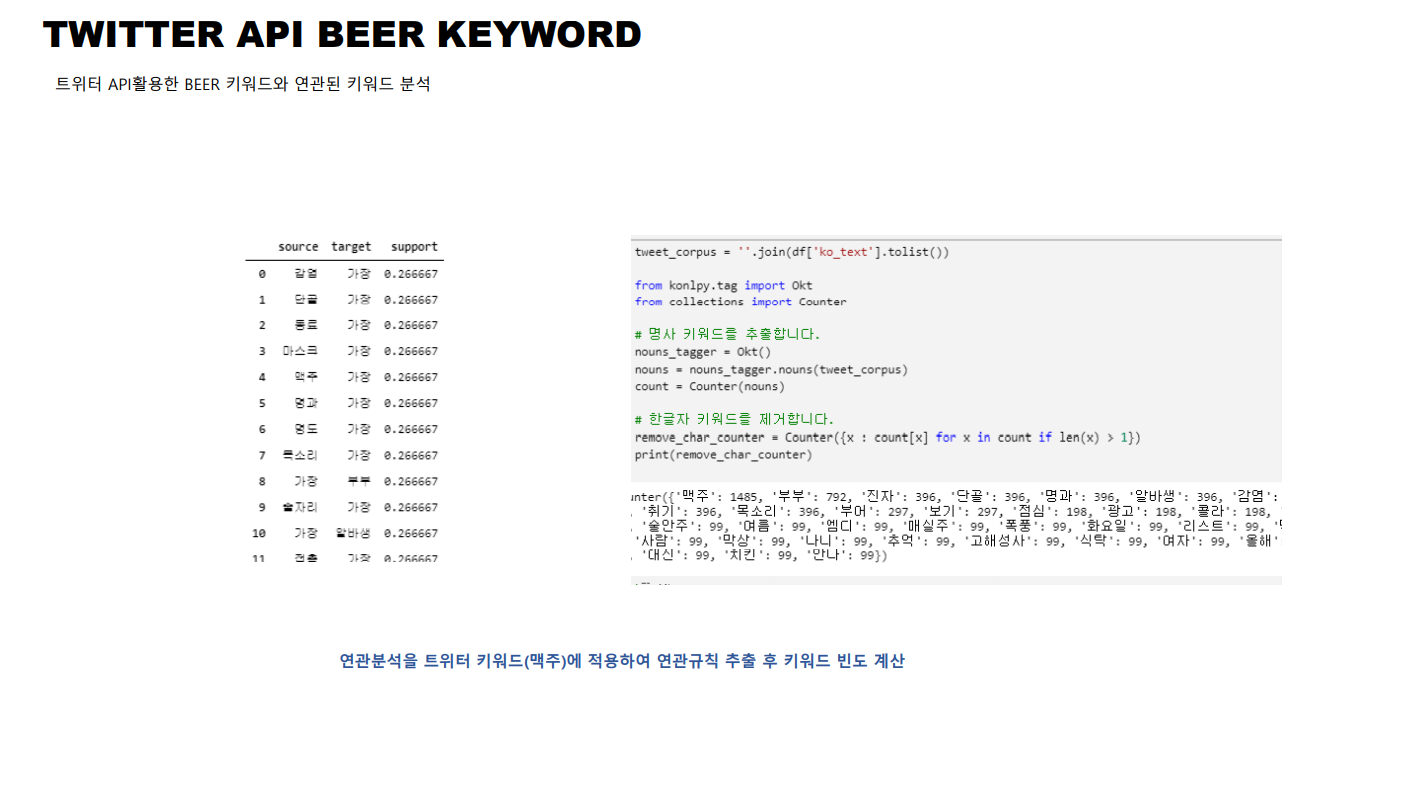 TWITTER API BEER KEYWORD
트위터 API활용한 BEER 키워드와 연관된 키워드 분석
source target support
0 감염 가장 0.266667
1 단골 가장 0.266667
2 동료 가장 0.266667
3 마스크 가장 0.266667
4 맥주 가장 0.266667
5 명과 가장 0.266667
6 명도 가장 0.266667
7 목소리 가장 0.266667
8 가장 부부 0.266667
9 술자리 가장 0.266667
10 가장 알바생 0.266667
11 접촉 가장 0.266667
tweet_corpus = ''.join(df['ko_text'].tolist())
from konlpy.tag import Okt
from collections import Counter
# 명사 키워드를 추출합니다.
nouns_tagger = Okt()
nouns = nouns_tagger.nouns(tweet_corpus)
count = Counter(nouns)
# 한글자 키워드를 제거합니다.
remove_char_counter = Counter({x : count[x] for x in count if len(x) > 1})
print(remove_char_counter)
unter({'맥주': 1485, '부부': 792, '진자': 396, '단골': 396, '명과': 396, '알바생': 396, '감염':
, '취기': 396, '목소리': 396, '부어': 297, '보기': 297, '점심': 198, '광고': 198, '콜라': 198,
, '술안주': 99, '여름': 99, '엠디': 99, '매실주': 99, '폭풍': 99, '화요일': 99, '리스트': 99,
'사람': 99, '막상': 99, '나니': 99, '추억': 99, '고해성사': 99, '식탁': 99, '여자': 99, '올해'
, '대신': 99, '치킨': 99, '만나': 99})
연관분석을 트위터 키워드(맥주)에 적용하여 연관규칙 추출 후 키워드 빈도 계산